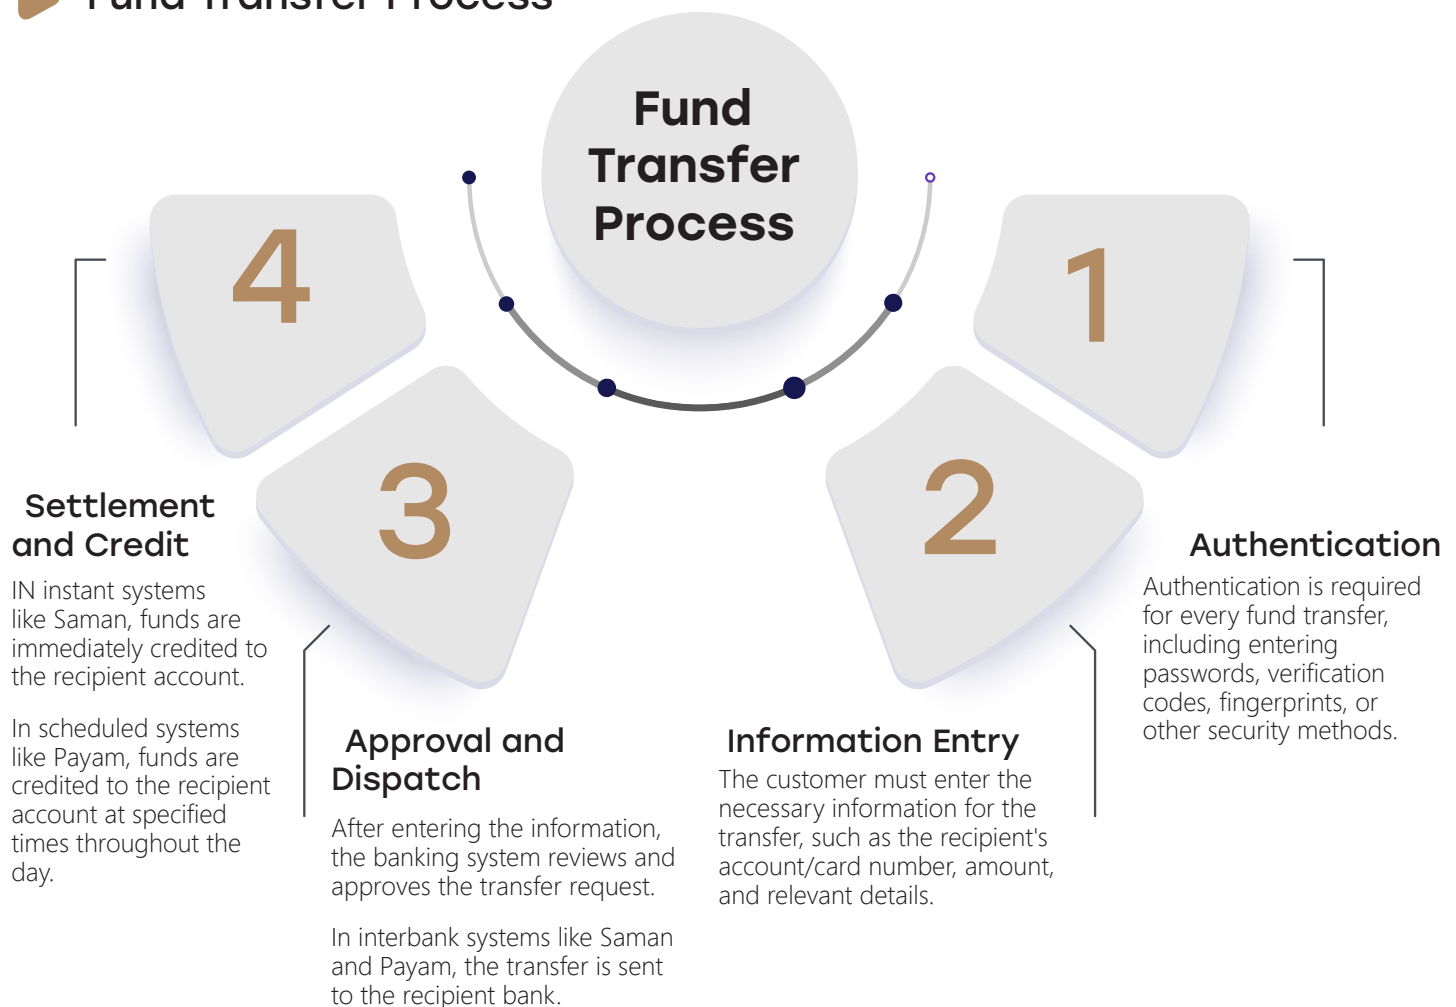 Fund Transfer Process
Fund
Transfer
Process
1
Authentication
Authentication is required
for every fund transfer,
including entering
passwords, verification
codes, fingerprints, or
other security methods.
2
Information Entry
The customer must enter the
necessary information for the
transfer, such as the recipient's
account/card number, amount,
and relevant details.
3
Approval and
Dispatch
After entering the information,
the banking system reviews and
approves the transfer request.
In interbank systems like Saman
and Payam, the transfer is sent
to the recipient bank.
4
Settlement
and Credit
IN instant systems
like Saman, funds are
immediately credited to
the recipient account.
In scheduled systems
like Payam, funds are
credited to the recipient
account at specified
times throughout the
day.